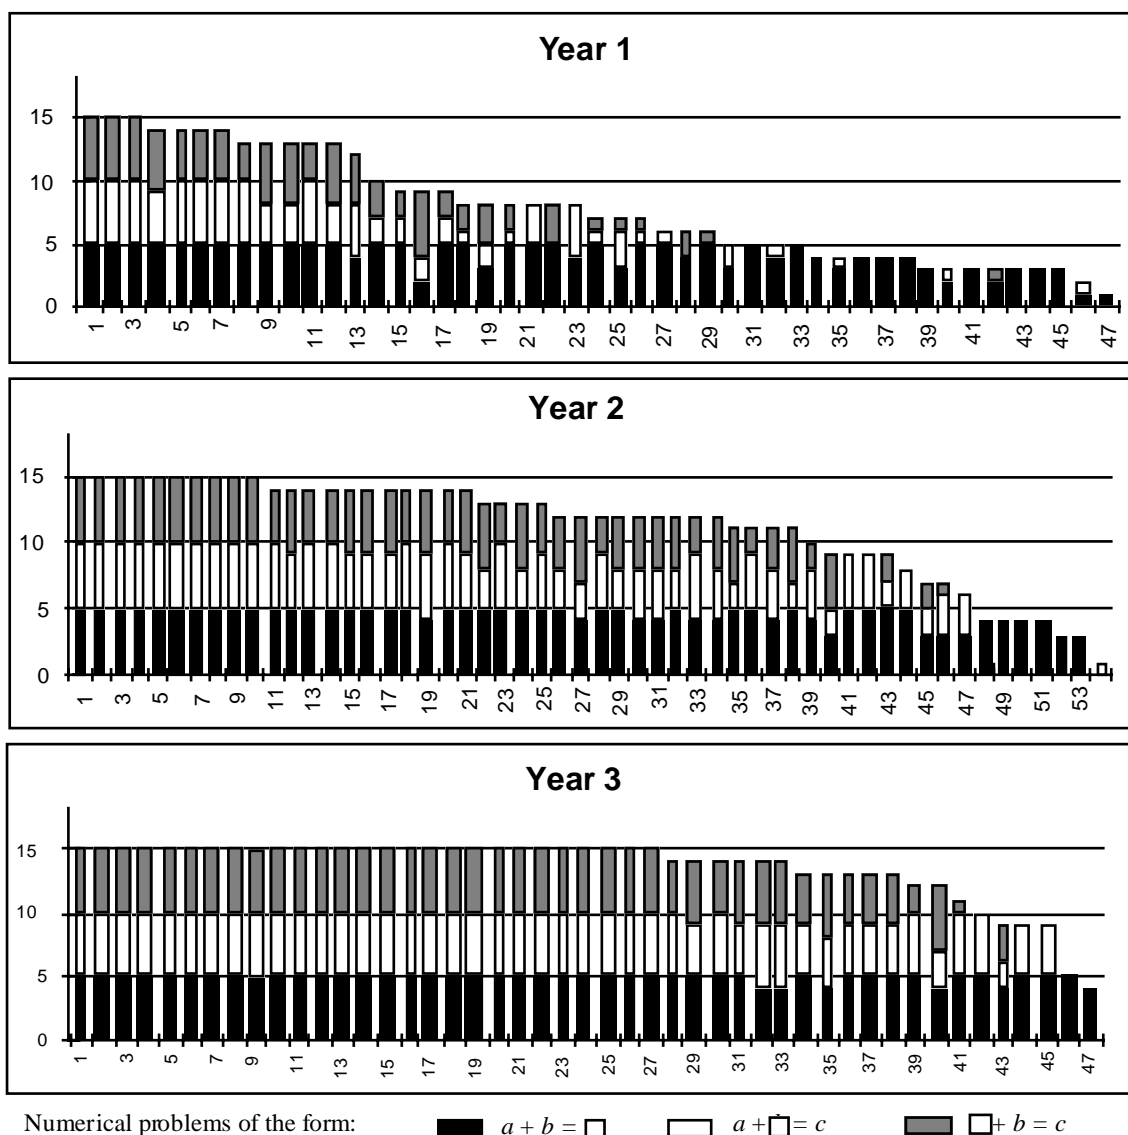 Year 1
15
10
5
0
1 3 5 7 9 11 13 15 17 19 21 23 25 27 29 31 33 35 37 39 41 43 45 47
Year 2
15
10
5
0
1 3 5 7 9 11 13 15 17 19 21 23 25 27 29 31 33 35 37 39 41 43 45 47 49 51 53
Year 3
15
10
5
0
1 3 5 7 9 11 13 15 17 19 21 23 25 27 29 31 33 35 37 39 41 43 45 47
Numerical problems of the form: a + b = □ a + □ = c □ + b = c